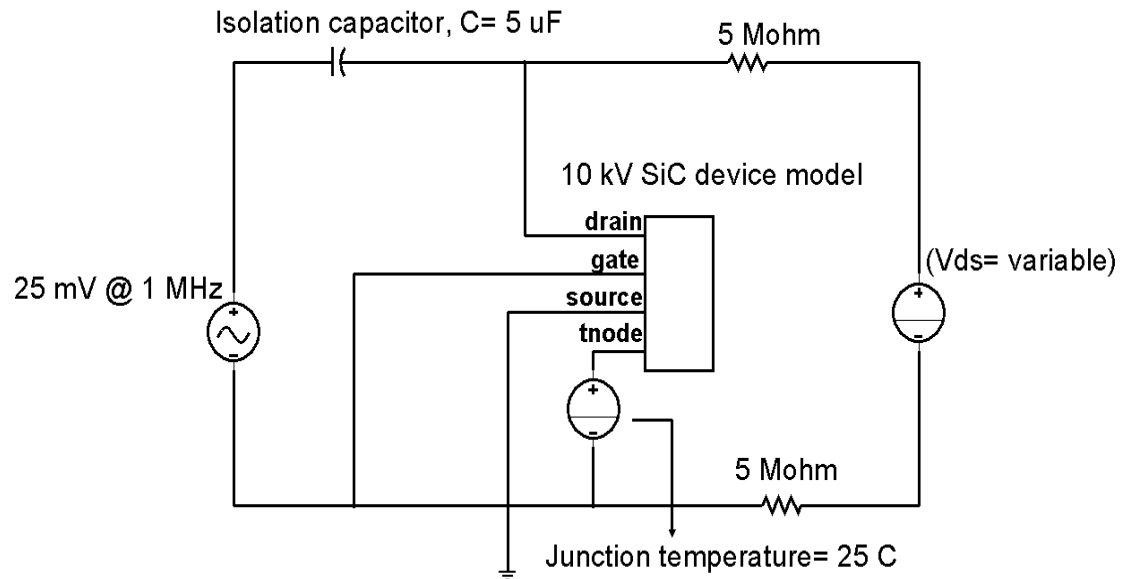 Isolation capacitor, C= 5 uF
5 Mohm
10 kV SiC device model
drain
gate
source
tnode
(Vds= variable)
25 mV @ 1 MHz
5 Mohm
Junction temperature= 25 C